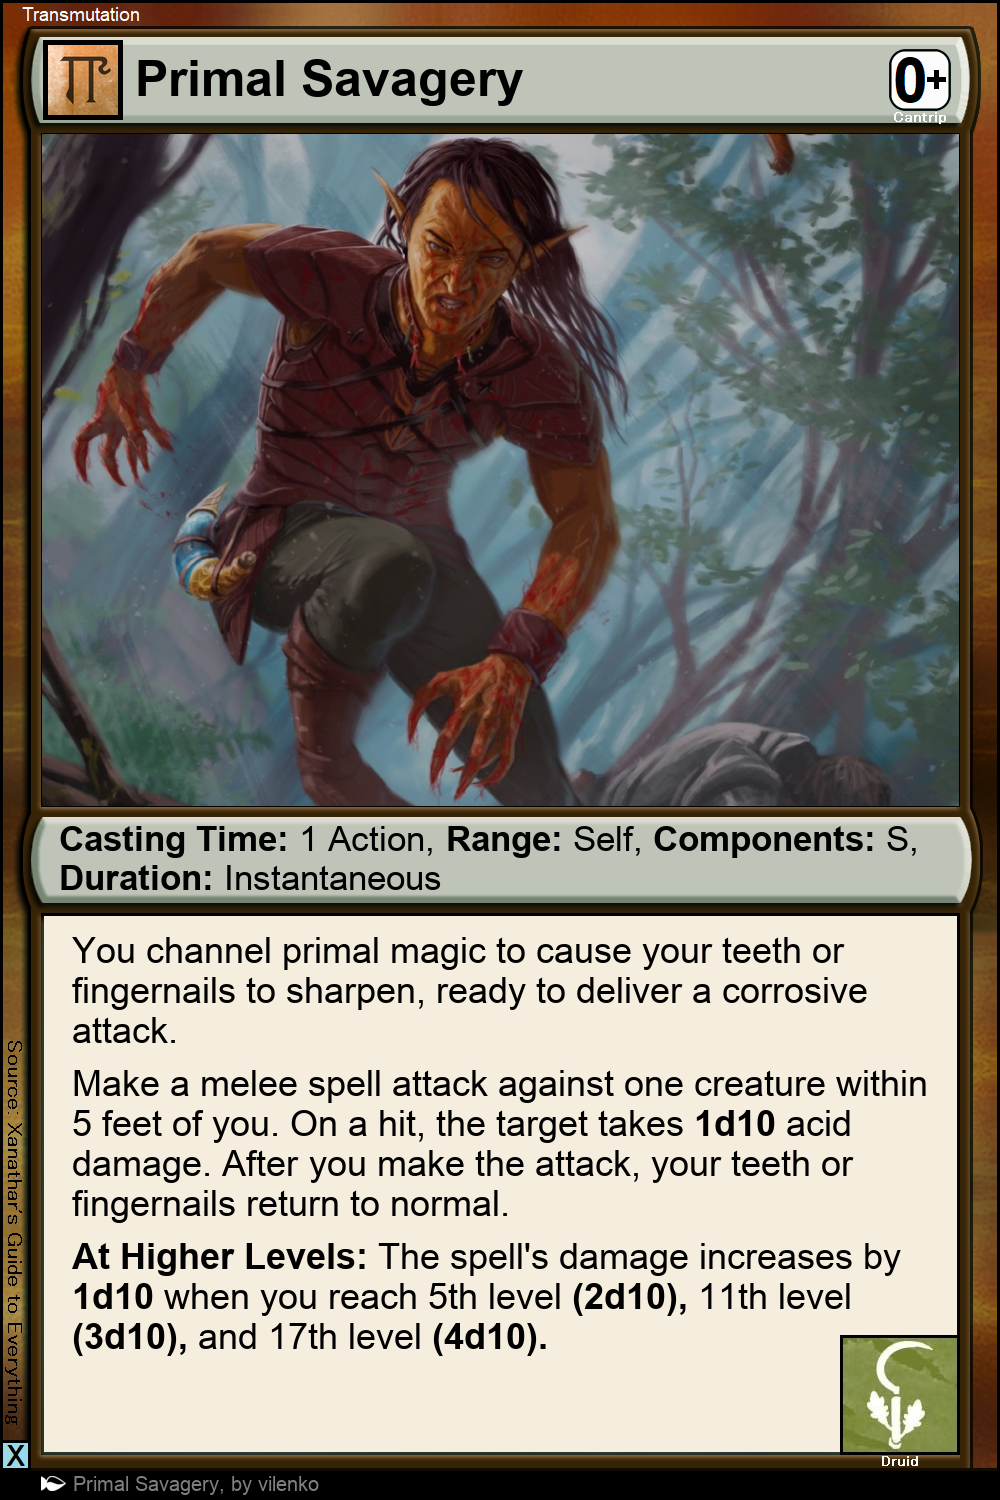 Transmutation
Primal Savagery
0+
Cantrip
Casting Time: 1 Action, Range: Self, Components: S,
Duration: Instantaneous
You channel primal magic to cause your teeth or
fingernails to sharpen, ready to deliver a corrosive
attack.
Make a melee spell attack against one creature within
5 feet of you. On a hit, the target takes 1d10 acid
damage. After you make the attack, your teeth or
fingernails return to normal.
At Higher Levels: The spell's damage increases by
1d10 when you reach 5th level (2d10), 11th level
(3d10), and 17th level (4d10).
Druid
Source: Xanathar's Guide to Everything
X
Primal Savagery, by vilenko